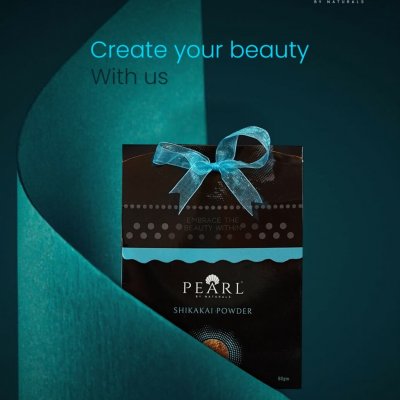 BY NATURALS
Create your beauty
With us
EMBRACE THE
BEAUTY WITHIN
PEARL
BY NATURALS
SHIKAKAI POWDER